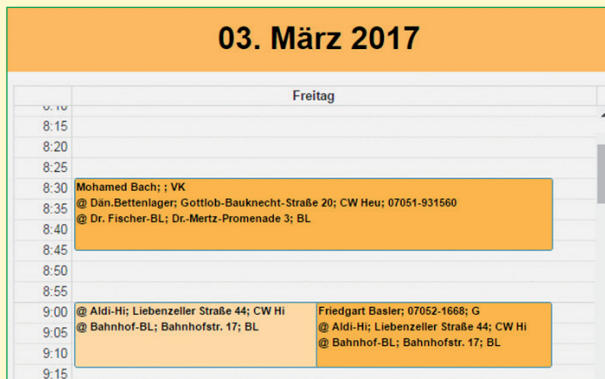 03. März 2017
Freitag
8:10
8:15
8:20
8:25
8:30
Mohamed Bach; ; VK
@ Dän.Bettenlager; Gottlob-Bauknecht-Straße 20; CW Heu; 07051-931560
8:35
@ Dr. Fischer-BL; Dr.-Mertz-Promenade 3; BL
8:40
8:45
8:50
8:55
9:00
@ Aldi-Hi; Liebenzeller Straße 44; CW Hi
@ Bahnhof-BL; Bahnhofstr. 17; BL
Friedgart Basler; 07052-1668; G
@ Aldi-Hi; Liebenzeller Straße 44; CW Hi
@ Bahnhof-BL; Bahnhofstr. 17; BL
9:05
9:10
9:15